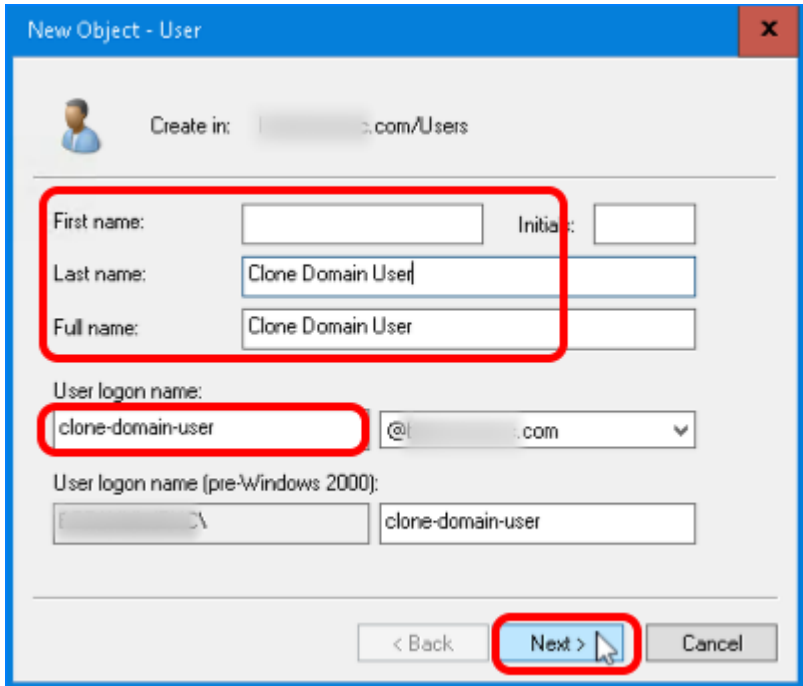 New Object - User
Create in: .com/Users
First name: Initials:
Last name: Clone Domain User
Full name: Clone Domain User
User logon name:
clone-domain-user @ .com
User logon name (pre-Windows 2000):
\ clone-domain-user
< Back Next > Cancel